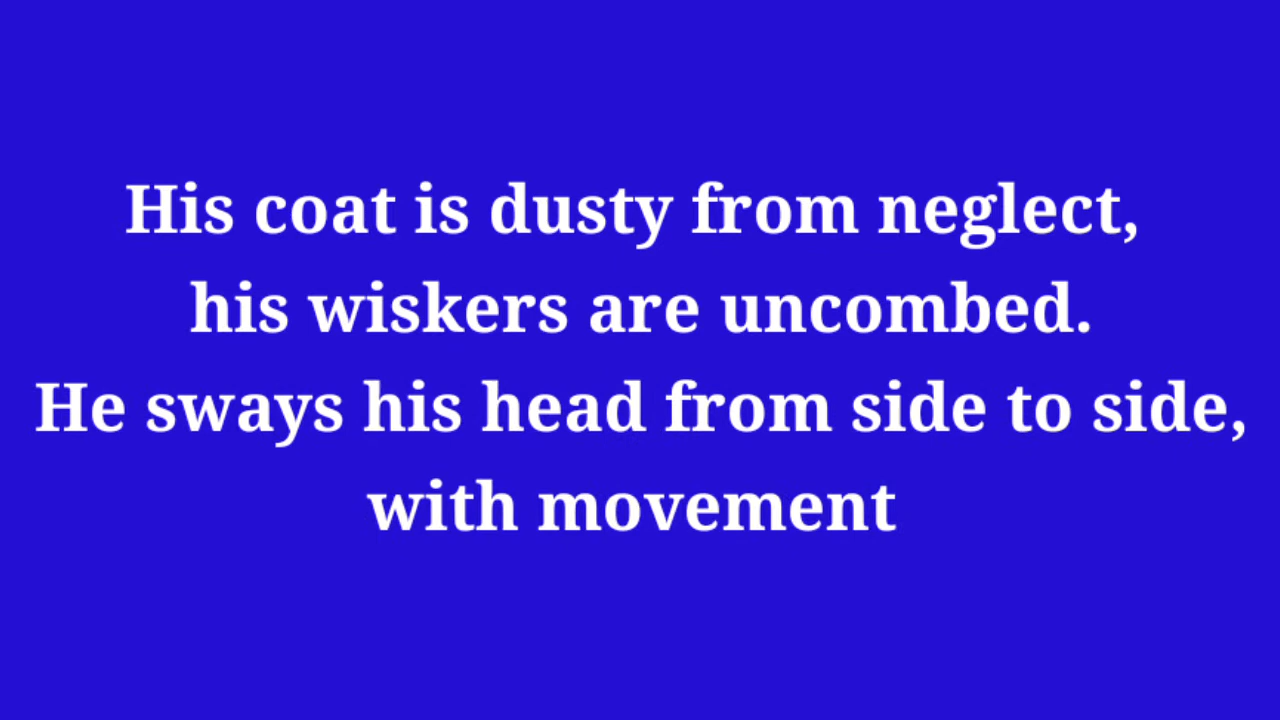 His coat is dusty from neglect,
his wiskers are uncombed.
He sways his head from side to side,
with movement